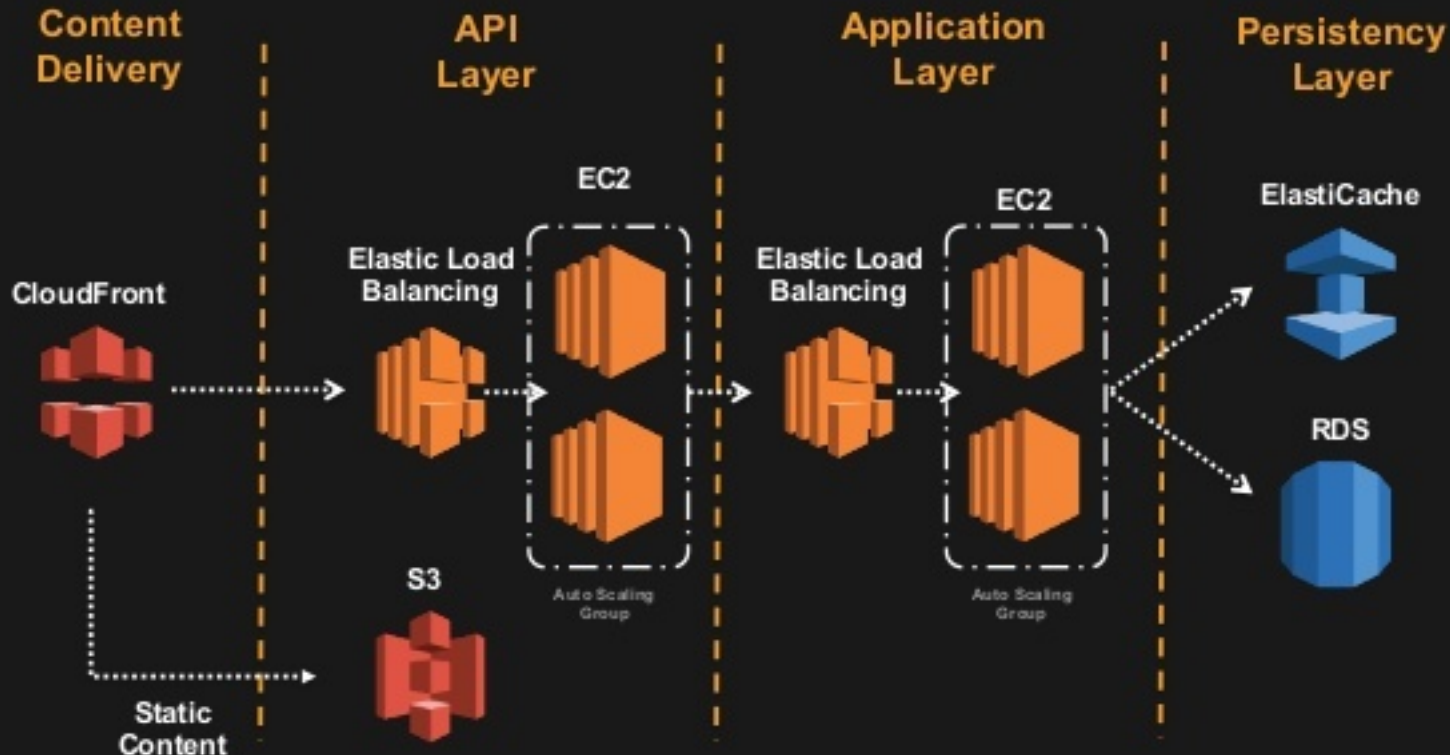 Content
Delivery
API
Layer
Application
Layer
Persistency
Layer
CloudFront
Elastic Load
Balancing
EC2
Auto Scaling
Group
S3
Static
Content
Elastic Load
Balancing
EC2
Auto Scaling
Group
ElastiCache
RDS